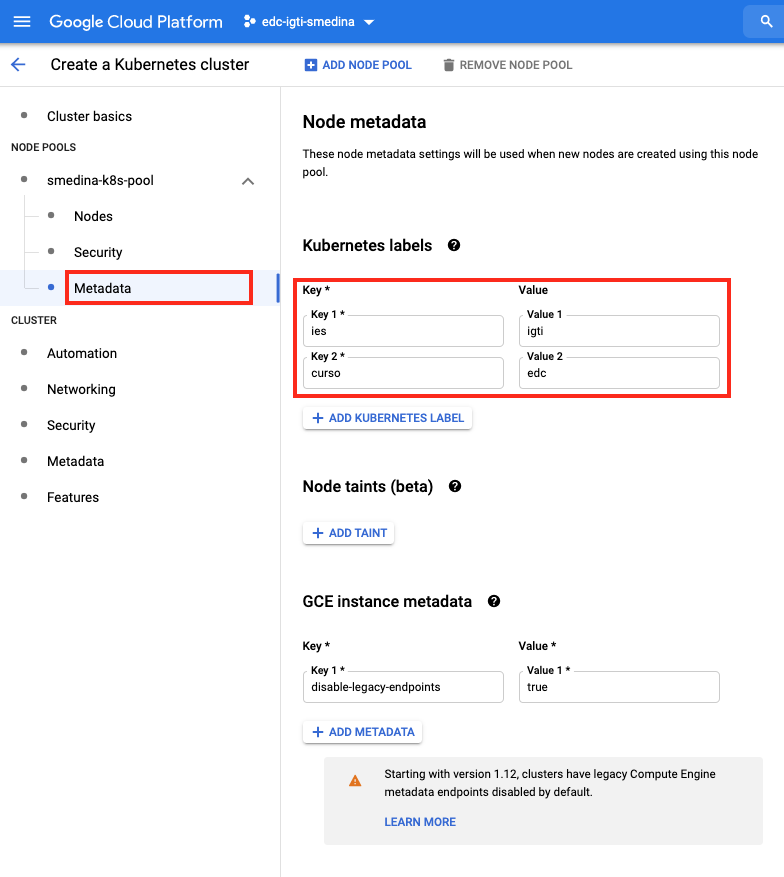 Google Cloud Platform
edc-igti-smedina
Create a Kubernetes cluster
ADD NODE POOL
REMOVE NODE POOL
Cluster basics
NODE POOLS
smedina-k8s-pool
Nodes
Security
Metadata
CLUSTER
Automation
Networking
Security
Metadata
Features
Node metadata
These node metadata settings will be used when new nodes are created using this node
pool.
Kubernetes labels
Key * Value
Key 1 * Value 1
ies igti
Key 2 * Value 2
curso edc
ADD KUBERNETES LABEL
Node taints (beta)
ADD TAINT
GCE instance metadata
Key * Value *
Key 1 * Value 1 *
disable-legacy-endpoints true
ADD METADATA
Starting with version 1.12, clusters have legacy Compute Engine
metadata endpoints disabled by default.
LEARN MORE